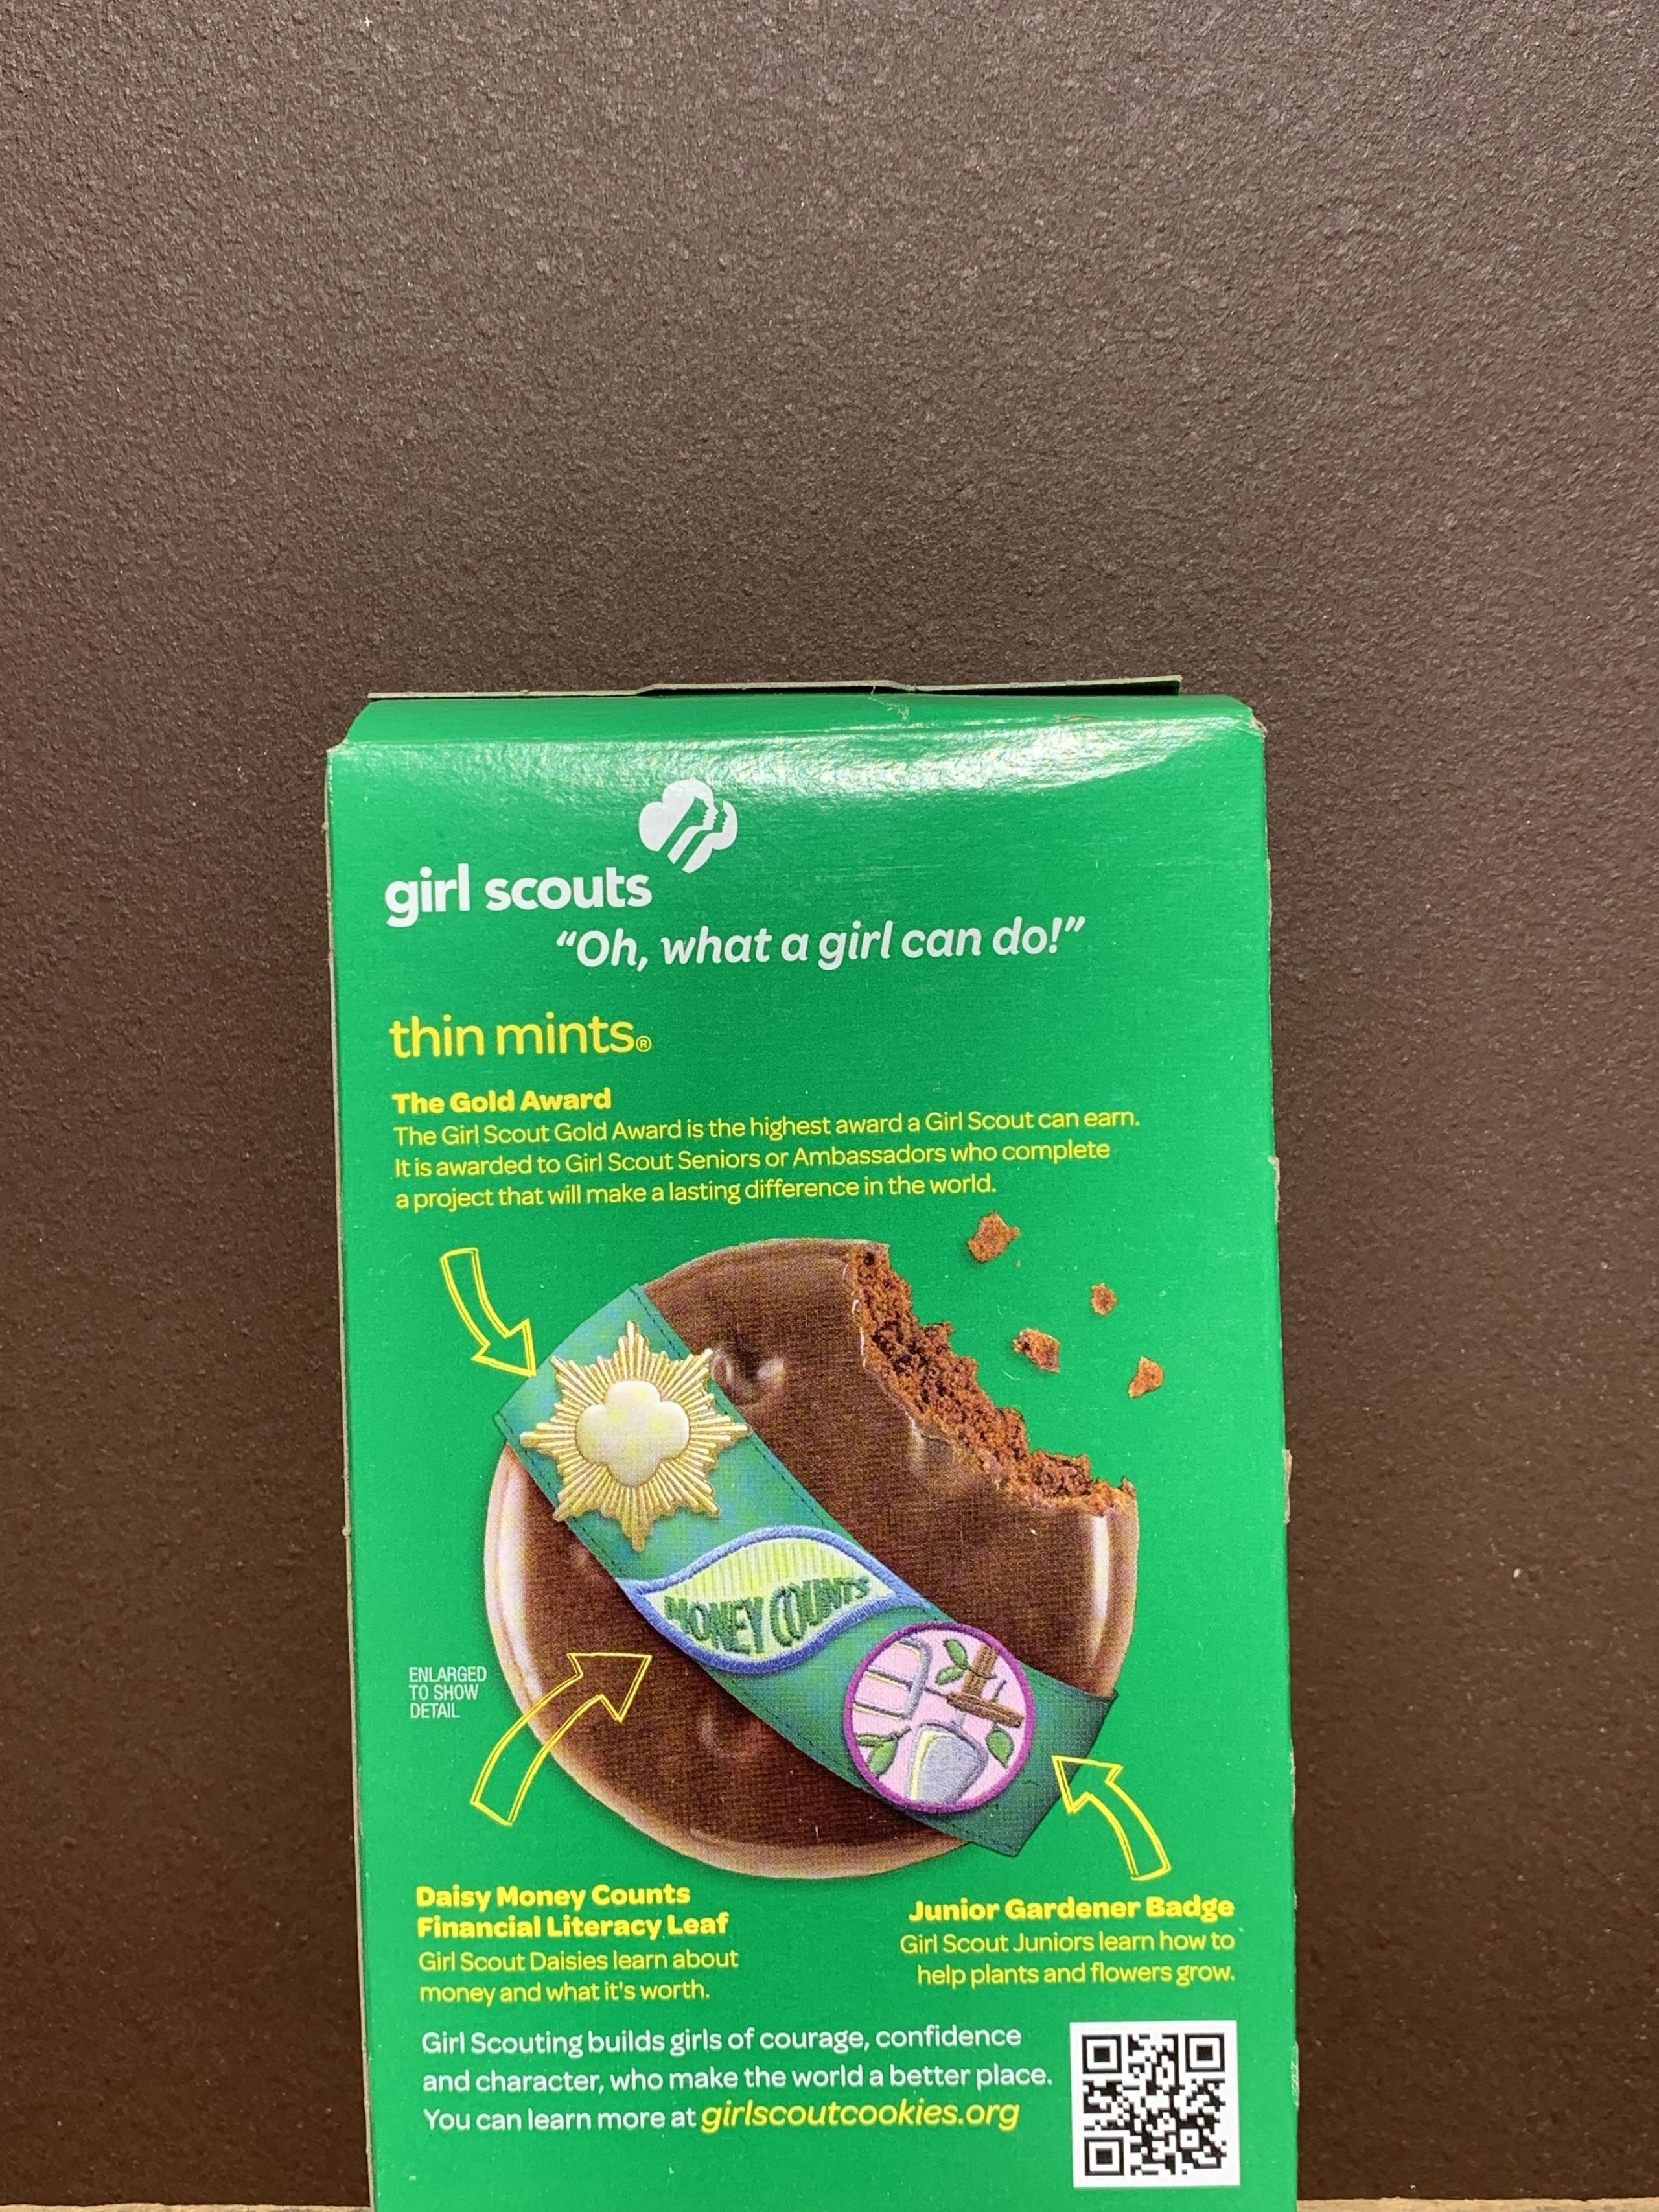 girl scouts
“Oh, what a girl can do!”
thin mints®
The Gold Award
The Girl Scout Gold Award is the highest award a Girl Scout can earn.
It is awarded to Girl Scout Seniors or Ambassadors who complete
a project that will make a lasting difference in the world.
MONEY COUNTS
ENLARGED
TO SHOW
DETAIL
Daisy Money Counts
Financial Literacy Leaf
Girl Scout Daisies learn about
money and what it's worth.
Junior Gardener Badge
Girl Scout Juniors learn how to
help plants and flowers grow.
Girl Scouting builds girls of courage, confidence
and character, who make the world a better place.
You can learn more at girlscoutcookies.org